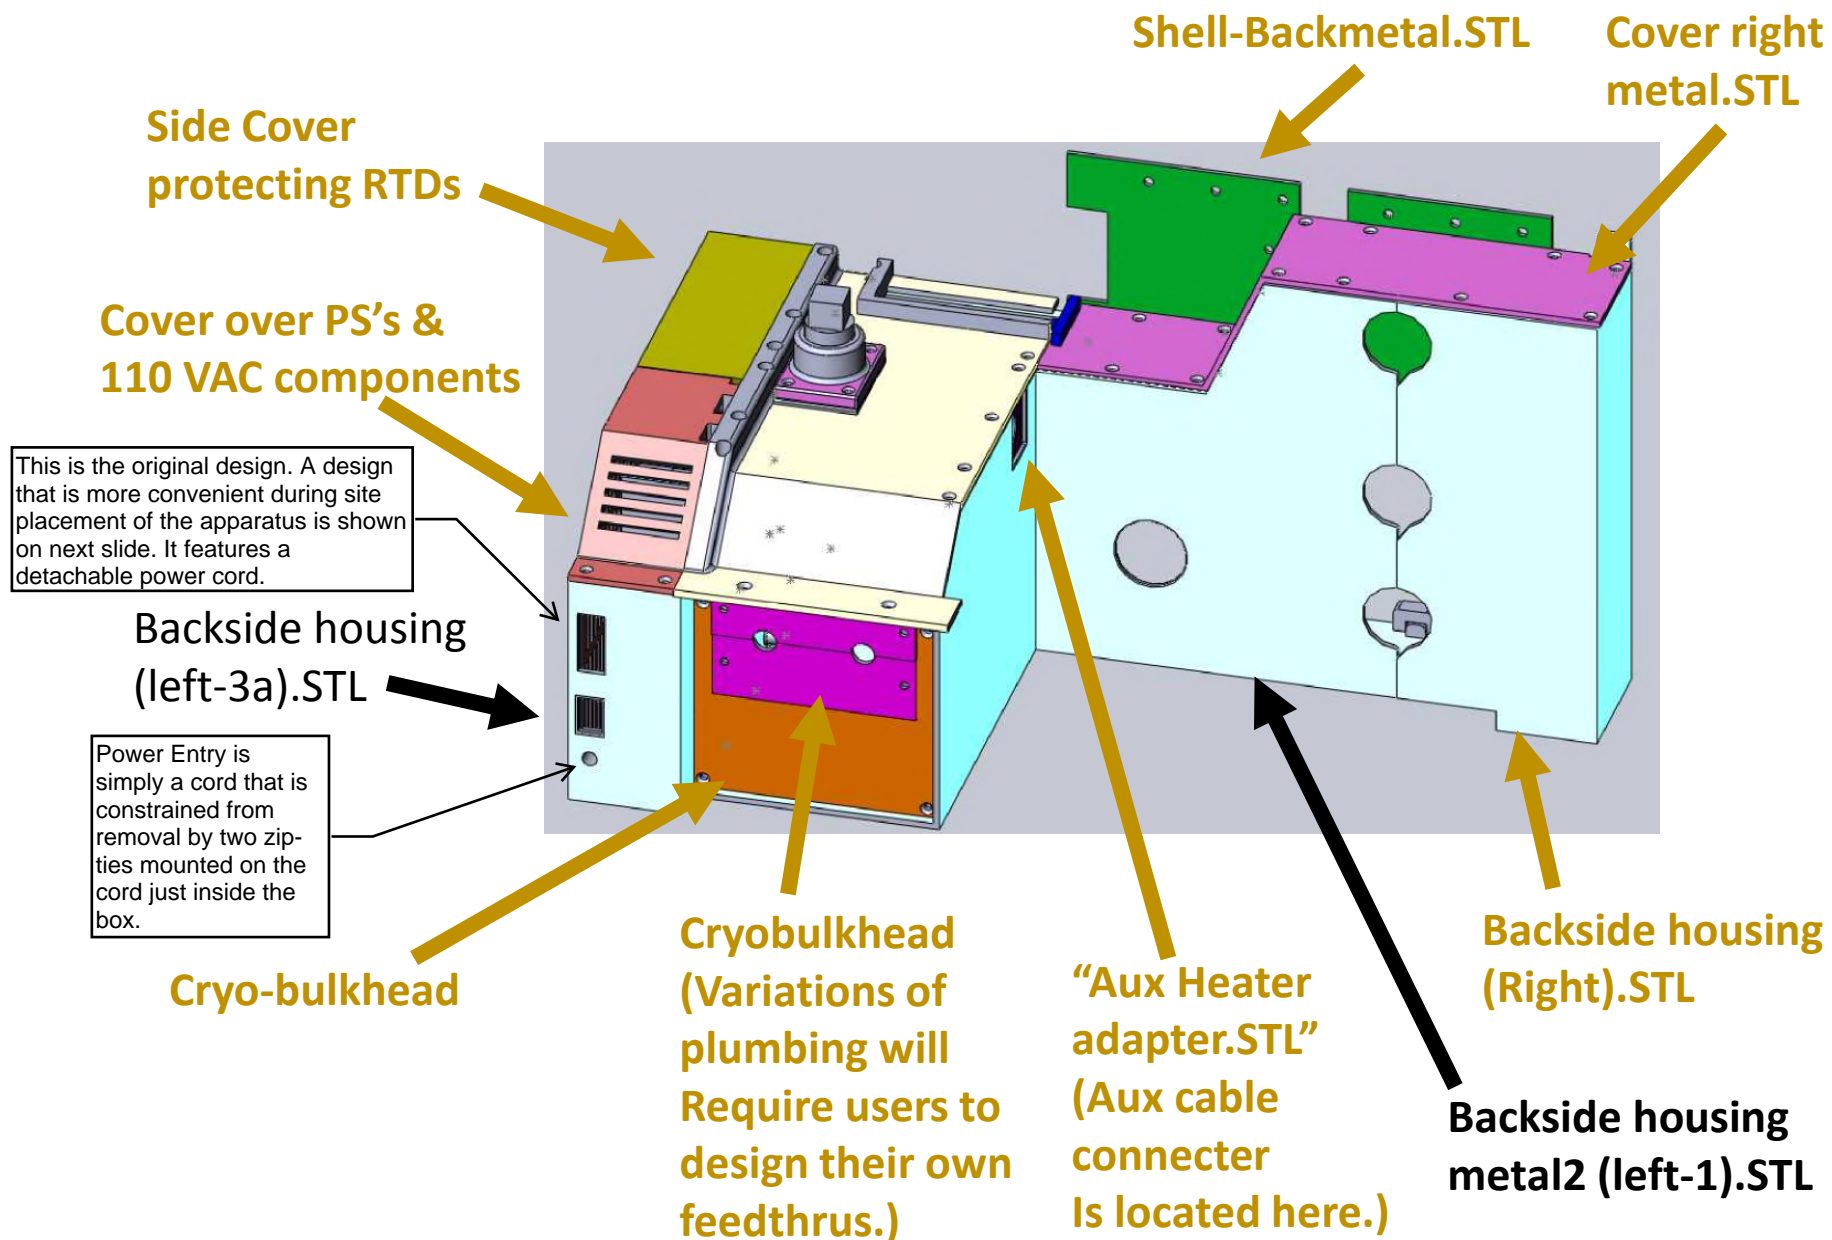 Shell-Backmetal.STL
Cover right
metal.STL
Side Cover
protecting RTDs
Cover over PS’s &
110 VAC components
This is the original design. A design
that is more convenient during site
placement of the apparatus is shown
on next slide. It features a
detachable power cord.
Backside housing
(left-3a).STL
Power Entry is
simply a cord that is
constrained from
removal by two zip-
ties mounted on the
cord just inside the
box.
Cryo-bulkhead
Cryobulkhead
(Variations of
plumbing will
Require users to
design their own
feedthrus.)
“Aux Heater
adapter.STL”
(Aux cable
connecter
Is located here.)
Backside housing
(Right).STL
Backside housing
metal2 (left-1).STL